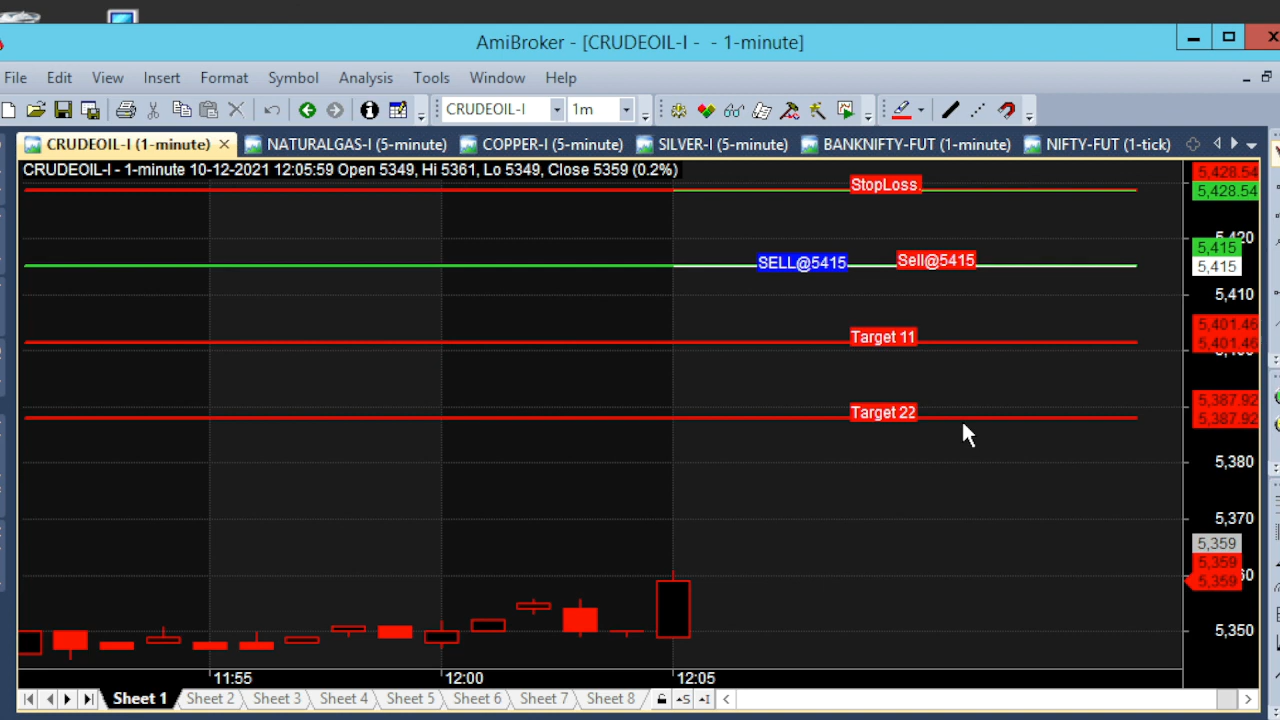 AmiBroker - [CRUDEOIL-I - - 1-minute]
File Edit View Insert Format Symbol Analysis Tools Window Help
CRUDEOIL-I 1m
CRUDEOIL-I (1-minute) NATURALGAS-I (5-minute) COPPER-I (5-minute) SILVER-I (5-minute) BANKNIFTY-FUT (1-minute) NIFTY-FUT (1-tick)
CRUDEOIL-I - 1-minute 10-12-2021 12:05:59 Open 5349, Hi 5361, Lo 5349, Close 5359 (0.2%)
5,428.54
StopLoss
5,428.54
5,420
5,415
SELL@5415 Sell@5415
5,415
5,410
5,401.46
Target 11
5,401.46
5,387.92
Target 22
5,387.92
5,380
5,370
5,359
5,359
5,359
5,350
11:55 12:00 12:05
Sheet 1 Sheet 2 Sheet 3 Sheet 4 Sheet 5 Sheet 6 Sheet 7 Sheet 8